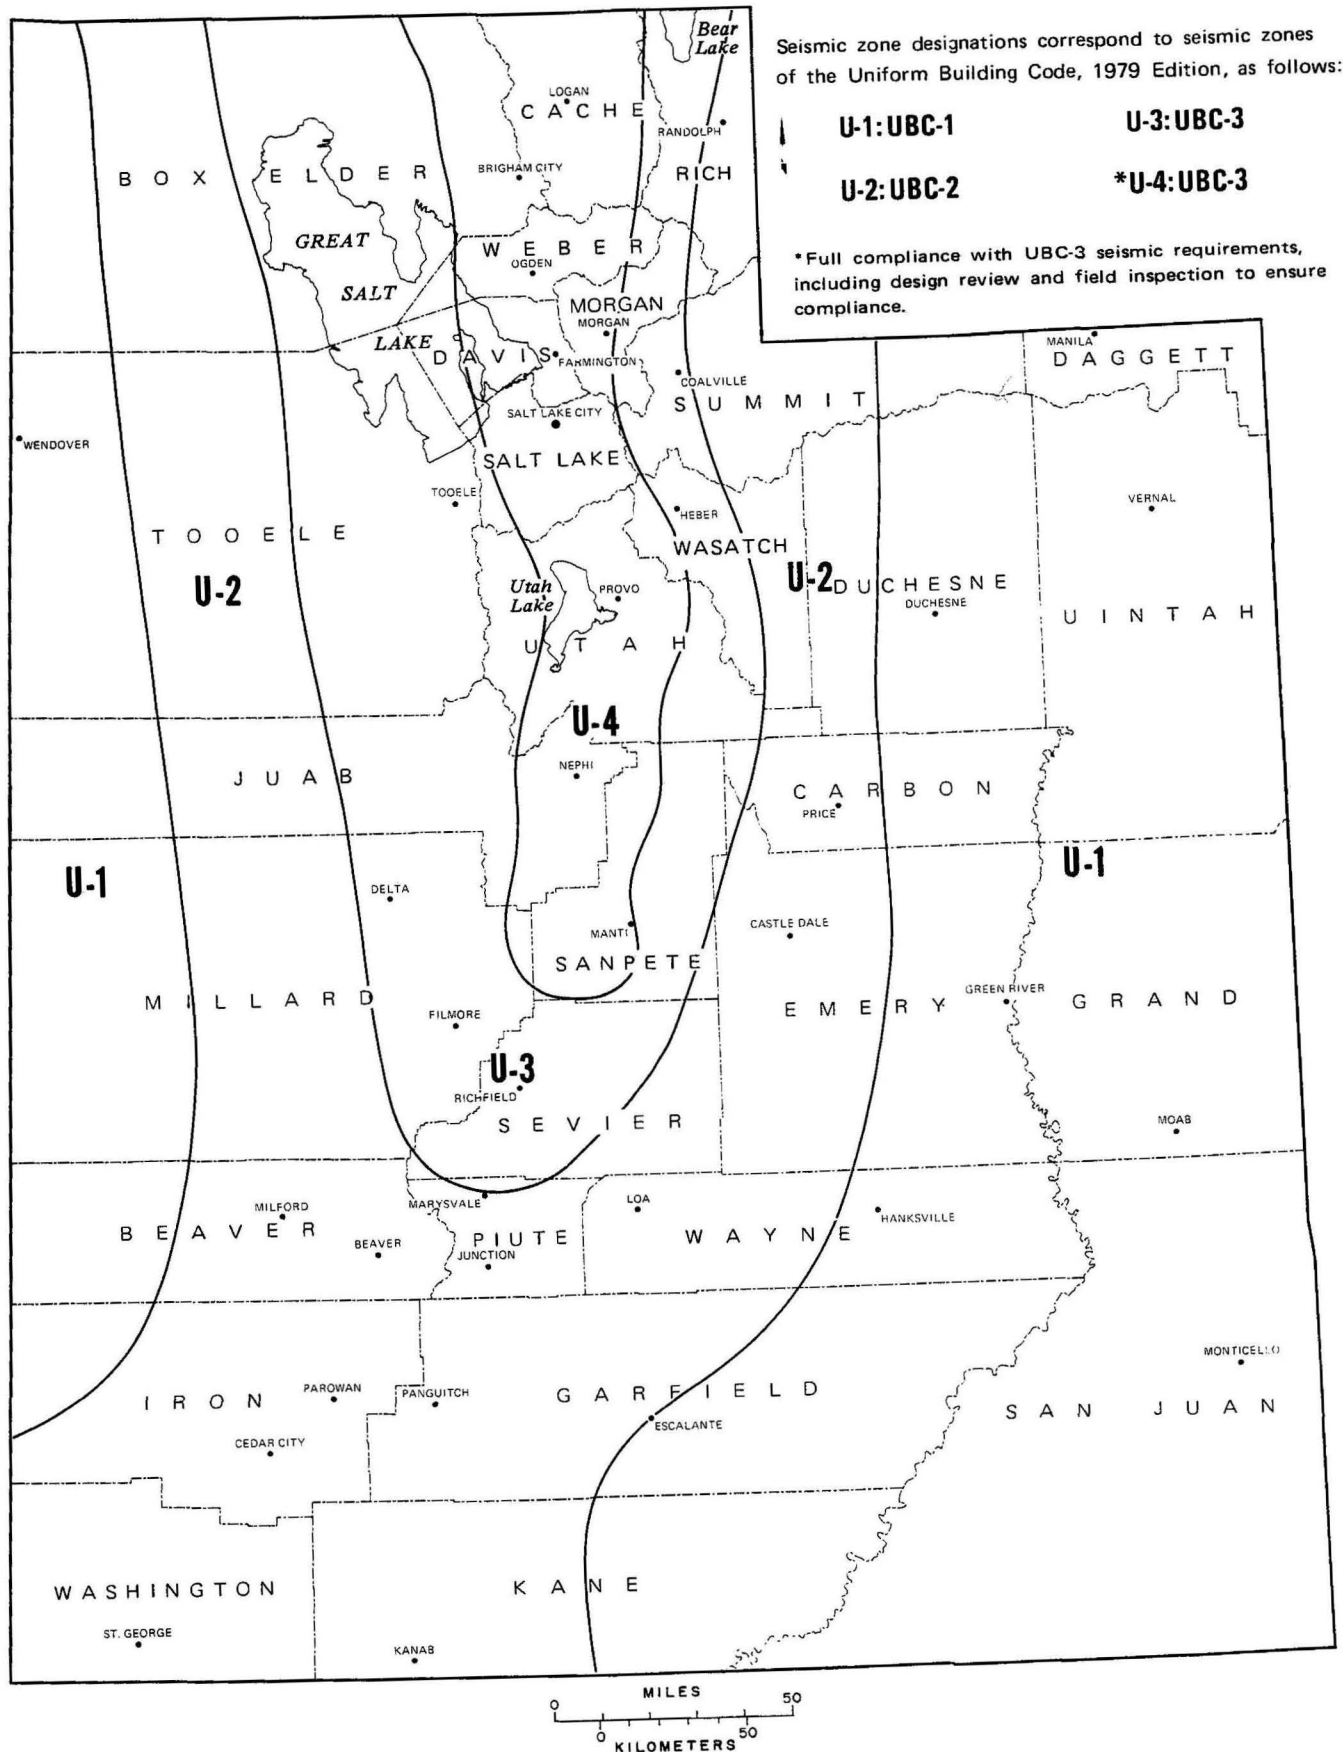 Bear
Lake
Seismic zone designations correspond to seismic zones
of the Uniform Building Code, 1979 Edition, as follows:
U-1:UBC-1
U-3:UBC-3
U-2:UBC-2
*U-4:UBC-3
*Full compliance with UBC-3 seismic requirements,
including design review and field inspection to ensure
compliance.
LOGAN
CACHE
RANDOLPH
BOX ELDER
BRIGHAM CITY
RICH
GREAT
SALT
LAKE
WEBER
OGDEN
MORGAN
MORGAN
DAVIS
FARMINGTON
MANILA
DAGGETT
COALVILLE
SUMMIT
SALT LAKE CITY
WENDOVER
SALT LAKE
TOOELE
VERNAL
HEBER
TOOELE
WASATCH
U-2
Utah
Lake
PROVO
U-2
DUCHESNE
DUCHESNE
UINTAH
UTAH
U-4
JUAB
NEPHI
CARBON
PRICE
U-1
U-1
DELTA
CASTLE DALE
MANTI
SANPETE
MILLARD
EMERY
GREEN RIVER
GRAND
FILMORE
U-3
RICHFIELD
SEVIER
MOAB
MARYSVALE
LOA
MILFORD
HANKSVILLE
BEAVER
BEAVER
PIUTE
WAYNE
JUNCTION
MONTICELLO
IRON
PAROWAN
PANGUITCH
GARFIELD
ESCALANTE
SAN JUAN
CEDAR CITY
WASHINGTON
KANE
ST. GEORGE
KANAB
MILES
0 50
0 50
KILOMETERS